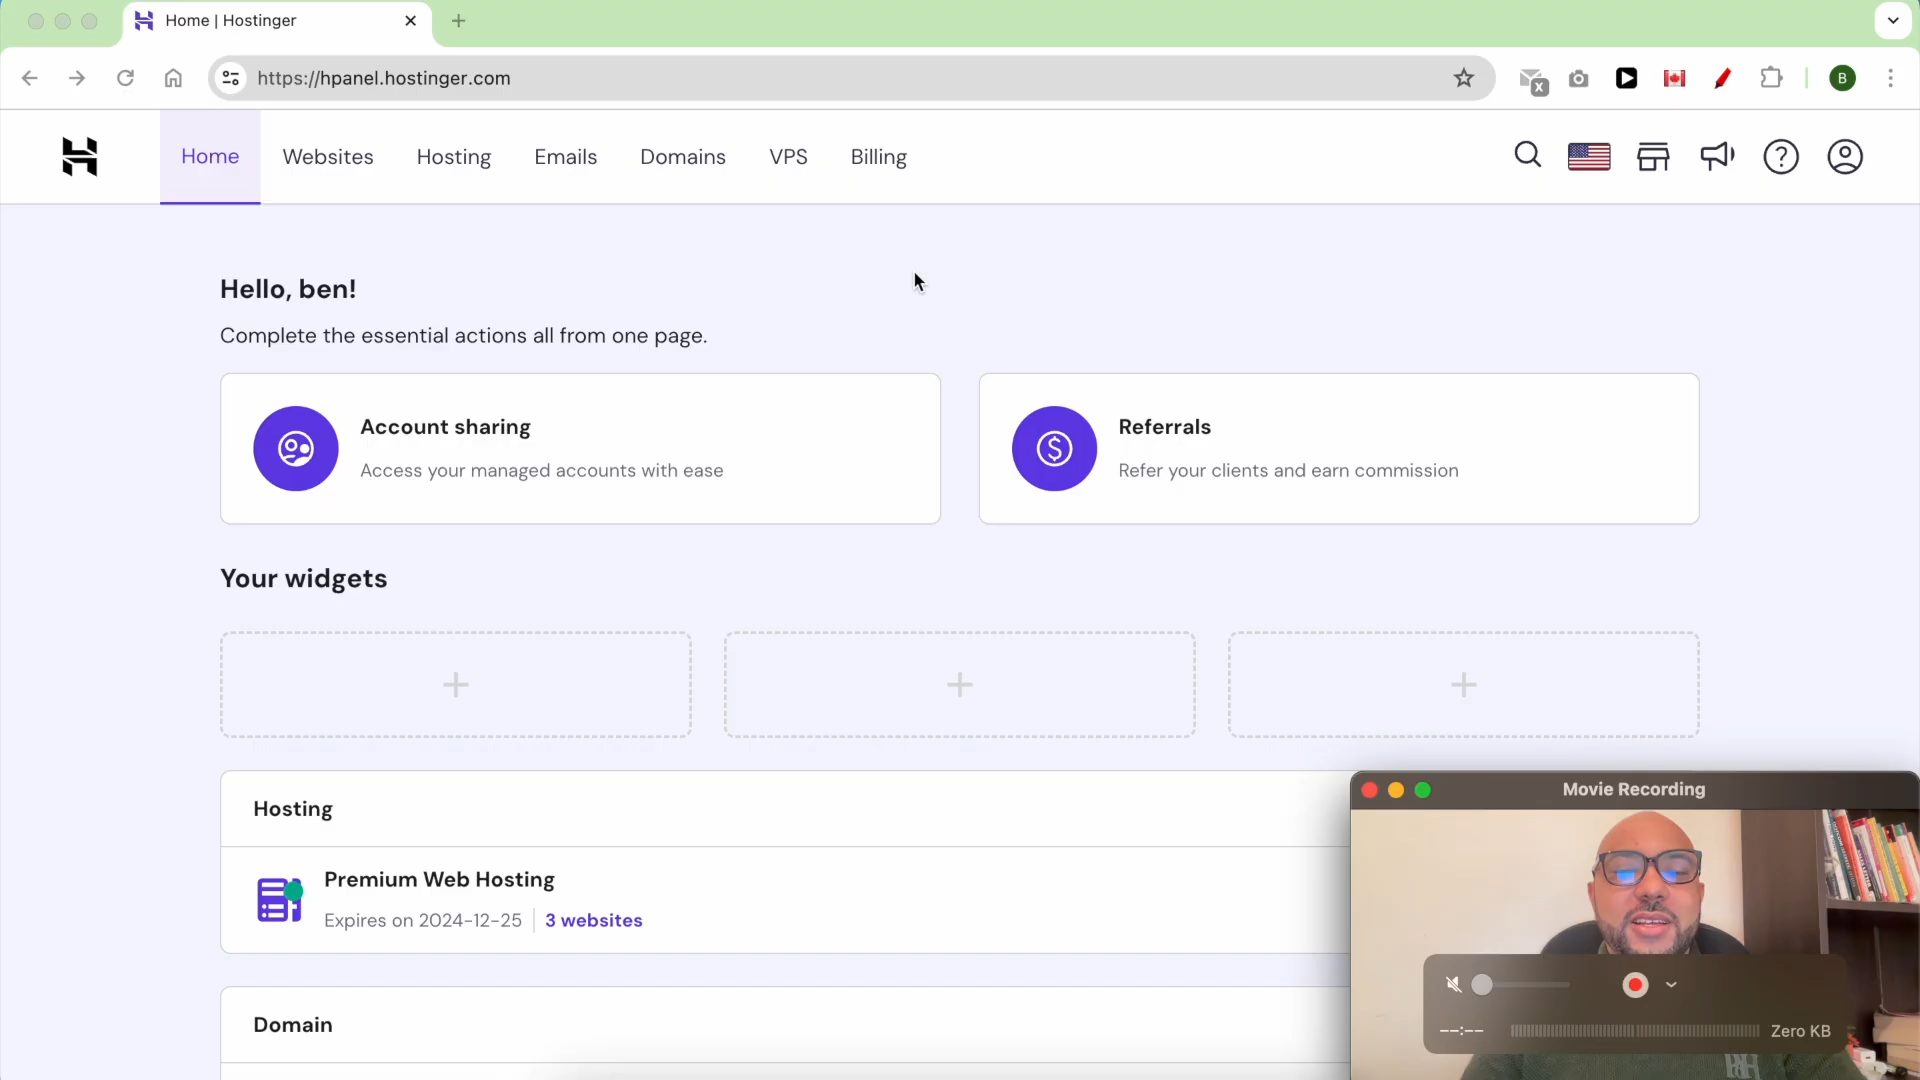 Home | Hostinger
https://hpanel.hostinger.com
x
B
Home
Websites
Hosting
Emails
Domains
VPS
Billing
Hello, ben!
Complete the essential actions all from one page.
Account sharing
Access your managed accounts with ease
Referrals
Refer your clients and earn commission
Your widgets
Hosting
Premium Web Hosting
Expires on 2024-12-25
3 websites
Domain
Movie Recording
--:--
Zero KB